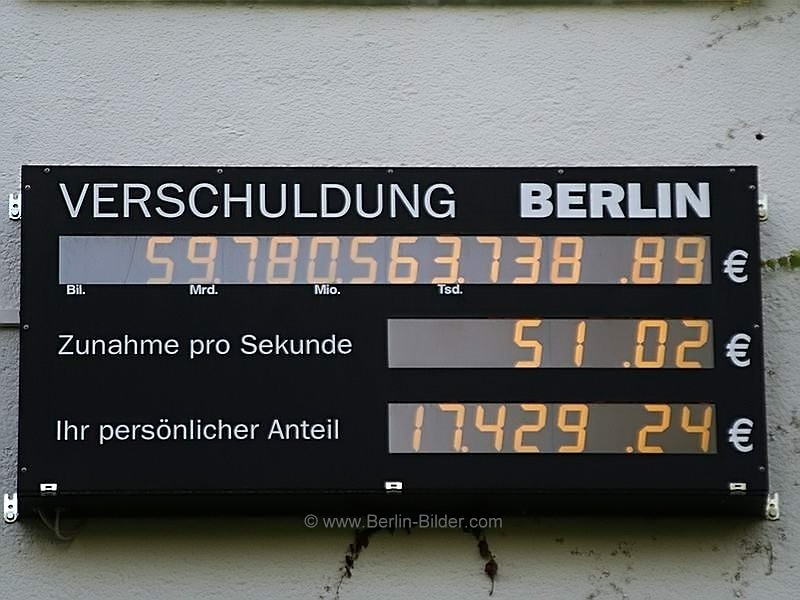 VERSCHULDUNG BERLIN
59.780.563.738 .89 €
Bil. Mrd. Mio. Tsd.
Zunahme pro Sekunde 51 .02 €
Ihr persönlicher Anteil 17.429 .24 €
© www.Berlin-Bilder.com